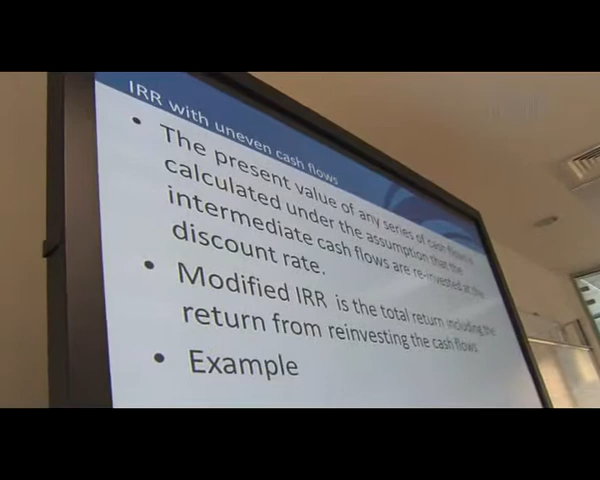 IRR with uneven cash flows
• The present value of any series of cash flows is
calculated under the assumption that the
intermediate cash flows are re-invested at the
discount rate.
• Modified IRR is the total return including the
return from reinvesting the cash flows
• Example